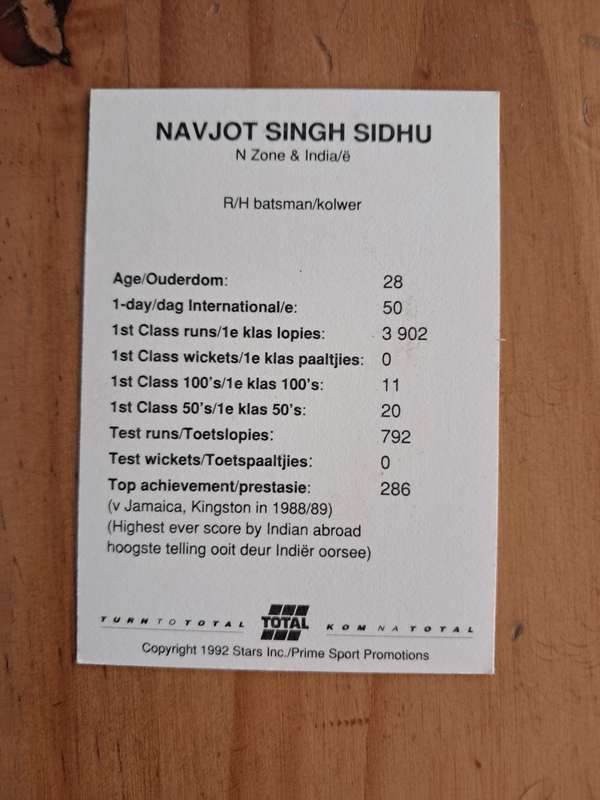 NAVJOT SINGH SIDHU
N Zone & India/ë
R/H batsman/kolwer
Age/Ouderdom: 28
1-day/dag International/e: 50
1st Class runs/1e klas lopies: 3 902
1st Class wickets/1e klas paaltjies: 0
1st Class 100's/1e klas 100's: 11
1st Class 50's/1e klas 50's: 20
Test runs/Toetslopies: 792
Test wickets/Toetspaaltjies: 0
Top achievement/prestasie: 286
(v Jamaica, Kingston in 1988/89)
(Highest ever score by Indian abroad
hoogste telling ooit deur Indiër oorsee)
TURN TO TOTAL TOTAL KOM NA TOTAL
Copyright 1992 Stars Inc./Prime Sport Promotions